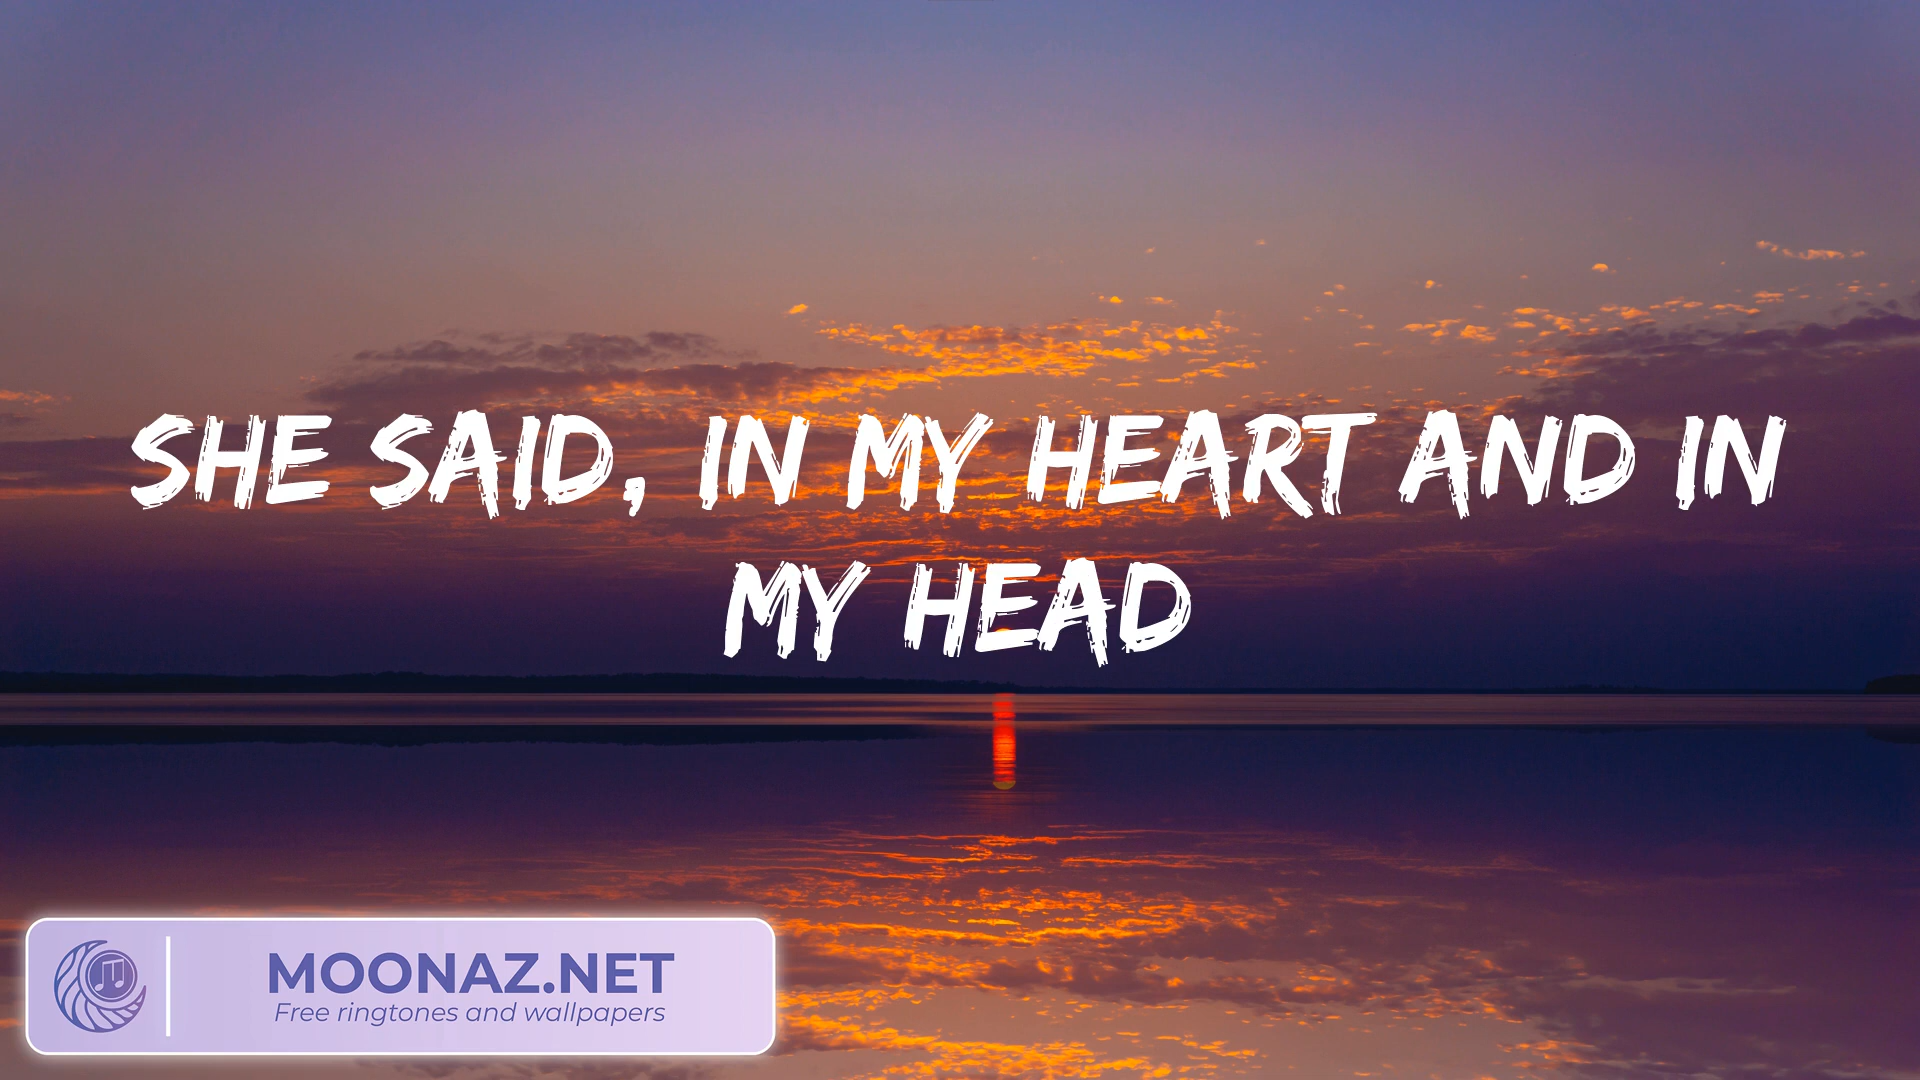 SHE SAID, IN MY HEART AND IN
MY HEAD
MOONAZ.NET
Free ringtones and wallpapers